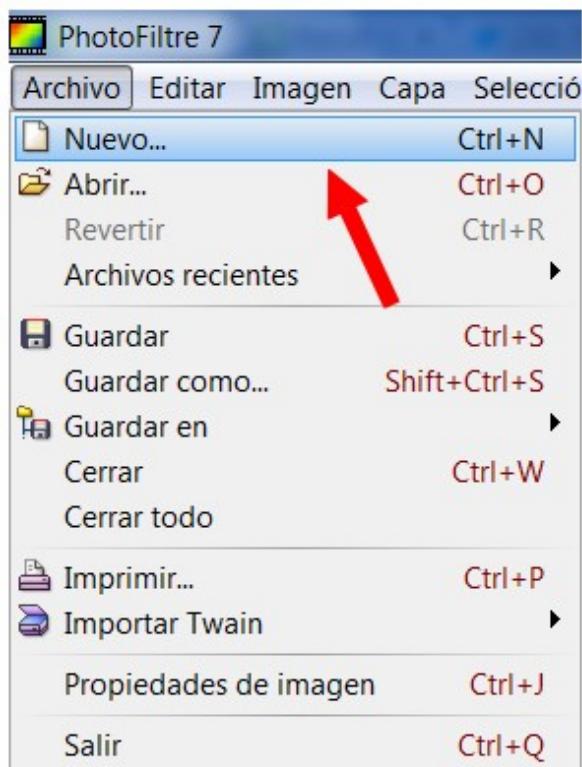 PhotoFiltre 7
Archivo Editar Imagen Capa Selecció
Nuevo... Ctrl+N
Abrir... Ctrl+O
Revertir Ctrl+R
Archivos recientes
Guardar Ctrl+S
Guardar como... Shift+Ctrl+S
Guardar en
Cerrar Ctrl+W
Cerrar todo
Imprimir... Ctrl+P
Importar Twain
Propiedades de imagen Ctrl+J
Salir Ctrl+Q